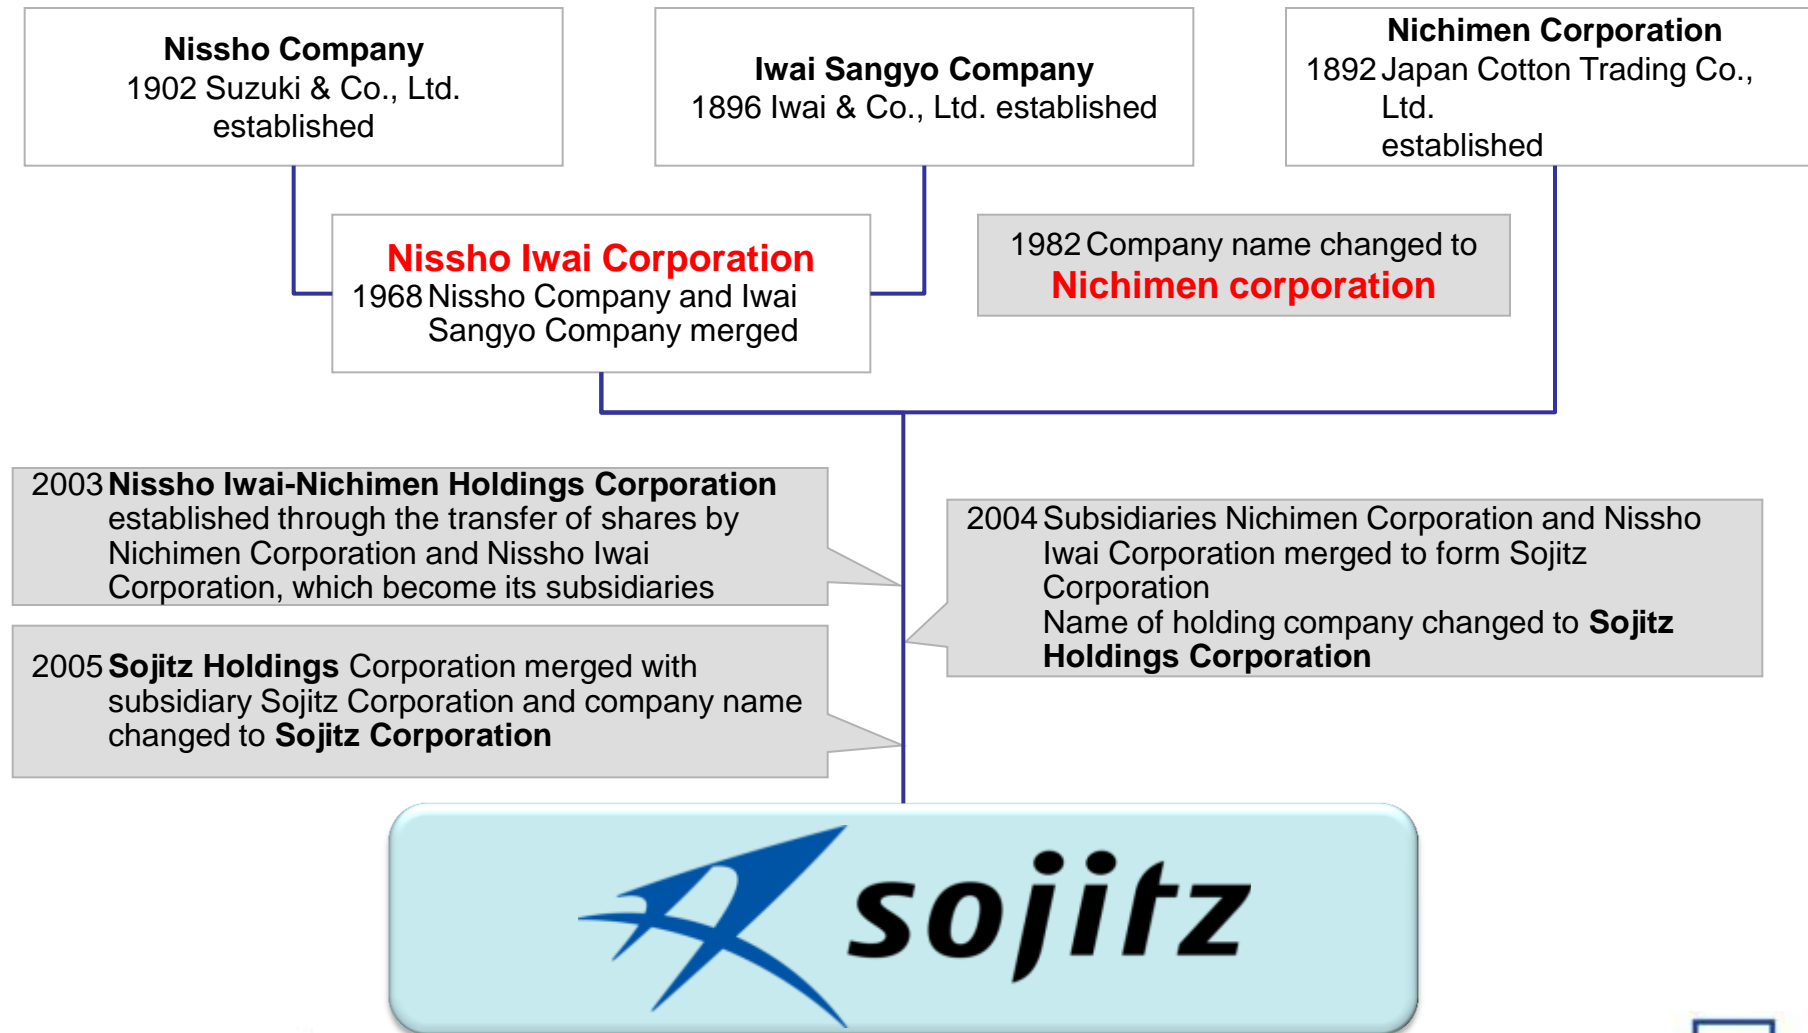 Nissho Company
1902 Suzuki & Co., Ltd.
established
Iwai Sangyo Company
1896 Iwai & Co., Ltd. established
Nichimen Corporation
1892 Japan Cotton Trading Co.,
Ltd.
established
Nissho Iwai Corporation
1968 Nissho Company and Iwai
Sangyo Company merged
1982 Company name changed to
Nichimen corporation
2003 Nissho Iwai-Nichimen Holdings Corporation
established through the transfer of shares by
Nichimen Corporation and Nissho Iwai
Corporation, which become its subsidiaries
2004 Subsidiaries Nichimen Corporation and Nissho
Iwai Corporation merged to form Sojitz
Corporation
Name of holding company changed to Sojitz
Holdings Corporation
2005 Sojitz Holdings Corporation merged with
subsidiary Sojitz Corporation and company name
changed to Sojitz Corporation
sojitz